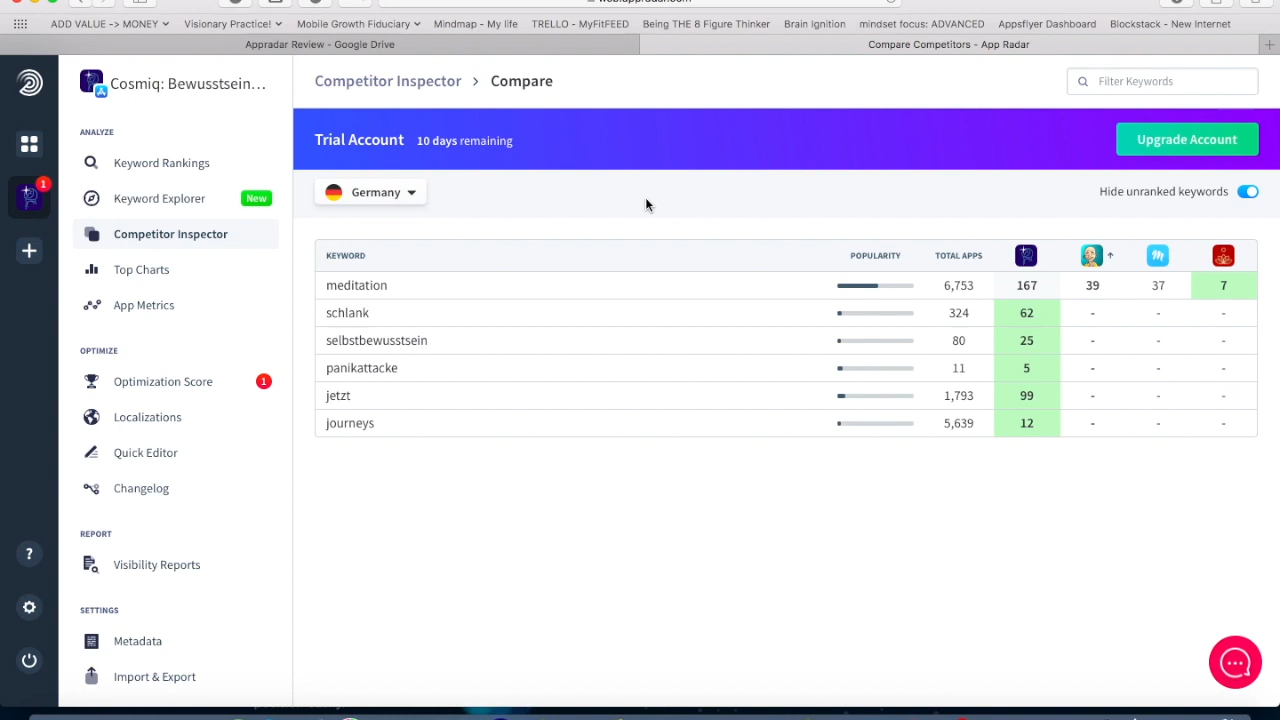 ADD VALUE -> MONEY Visionary Practice! Mobile Growth Fiduciary Mindmap - My life TRELLO - MyFitFEED Being THE 8 Figure Thinker Brain Ignition mindset focus: ADVANCED Appsflyer Dashboard Blockstack - New Internet
Appradar Review - Google Drive Compare Competitors - App Radar
Cosmiq: Bewusstsein...
Competitor Inspector > Compare
Filter Keywords
Trial Account 10 days remaining
Upgrade Account
ANALYZE
1
Keyword Rankings
Keyword Explorer New
Competitor Inspector
Top Charts
App Metrics
OPTIMIZE
Optimization Score 1
Localizations
Quick Editor
Changelog
REPORT
Visibility Reports
SETTINGS
Metadata
Import & Export
?
Germany
Hide unranked keywords
KEYWORD POPULARITY TOTAL APPS
meditation 6,753 167 39 37 7
schlank 324 62 - - -
selbstbewusstsein 80 25 - - -
panikattacke 11 5 - - -
jetzt 1,793 99 - - -
journeys 5,639 12 - - -